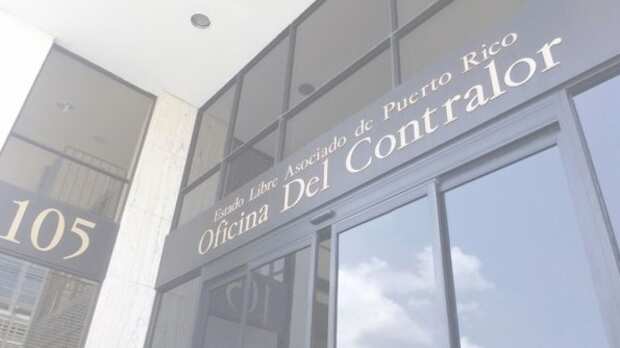 105
Estado Libre Asociado de Puerto Rico
Oficina Del Contralor